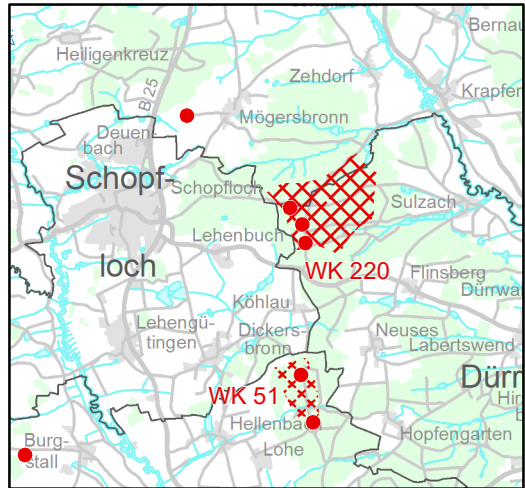 Bernau
Heiligenkreuz
Zehdorf
Krapfen
B 25
Mögersbronn
Deuen-
bach
Schopf-
Schopfloch
Sulzach
Lehenbuch
loch
WK 220
Flinsberg
Dürrwa
Köhlau
Lehengü-
tingen
Dickers-
bronn
Neuses
Labertswend
Dürr
WK 51
Hellenbach
Hopfengarten
Burg-
stall
Lohe